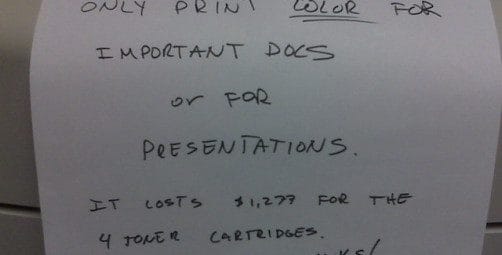 ONLY PRINT COLOR FOR
IMPORTANT DOCS
or FOR
PRESENTATIONS.
IT COSTS $1,277 FOR THE
4 TONER CARTRIDGES.